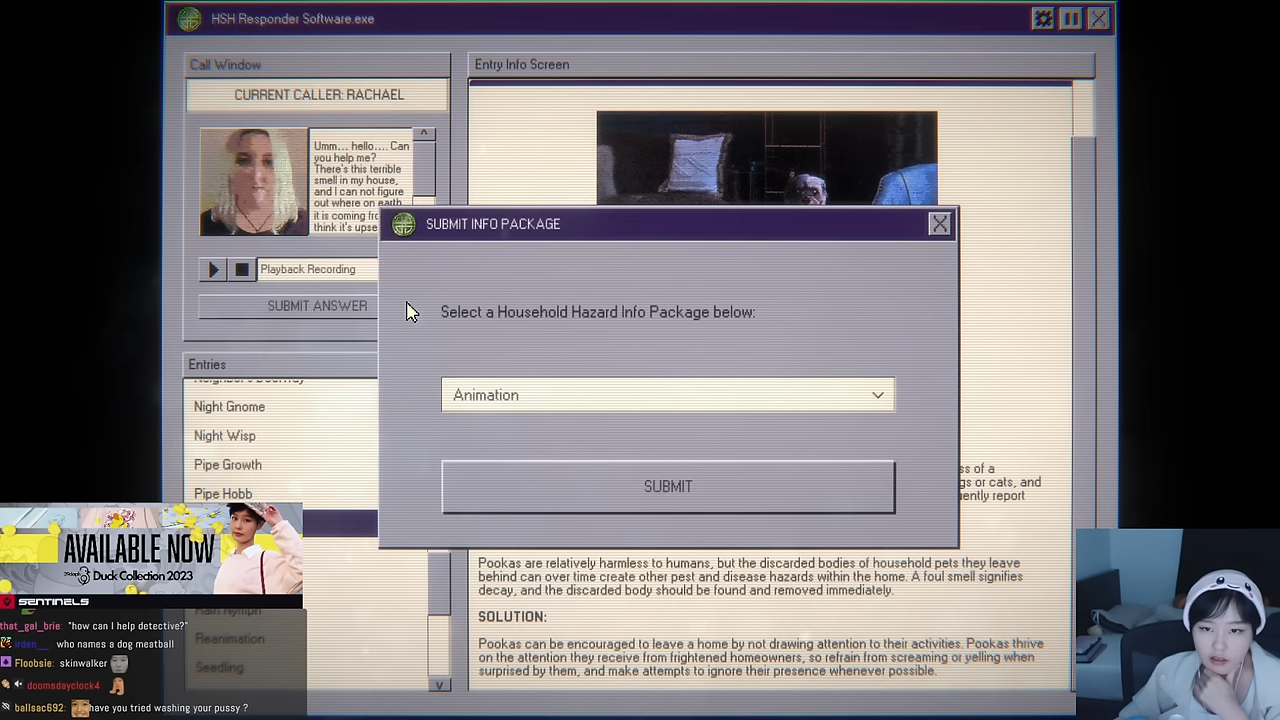 HSH Responder Software.exe
Call Window
CURRENT CALLER: RACHAEL
Umm... hello.... Can
you help me?
There's this terrible
smell in my house,
and I can not figure
out where on earth
it is coming
think it's upse
Playback Recording
SUBMIT ANSWER
Entries
Neighbor's Doorway
Night Gnome
Night Wisp
Pipe Growth
Pipe Hobb
Rain Nymph
Reanimation
Seedling
Entry Info Screen
SUBMIT INFO PACKAGE
Select a Household Hazard Info Package below:
Animation
SUBMIT
ss of a
gs or cats, and
ently report
Pookas are relatively harmless to humans, but the discarded bodies of household pets they leave
behind can over time create other pest and disease hazards within the home. A foul smell signifies
decay, and the discarded body should be found and removed immediately.
SOLUTION:
Pookas can be encouraged to leave a home by not drawing attention to their activities. Pookas thrive
on the attention they receive from frightened homeowners, so refrain from screaming or yelling when
surprised by them, and make attempts to ignore their presence whenever possible.
AVAILABLE NOW
Duck Collection 2023
SENTINELS
that_gal_brie: "how can I help detective?"
irden__ who names a dog meatball
Floobsie: skinwalker
doomsdayclock4
ballsac692: have you tried washing your pussy ?